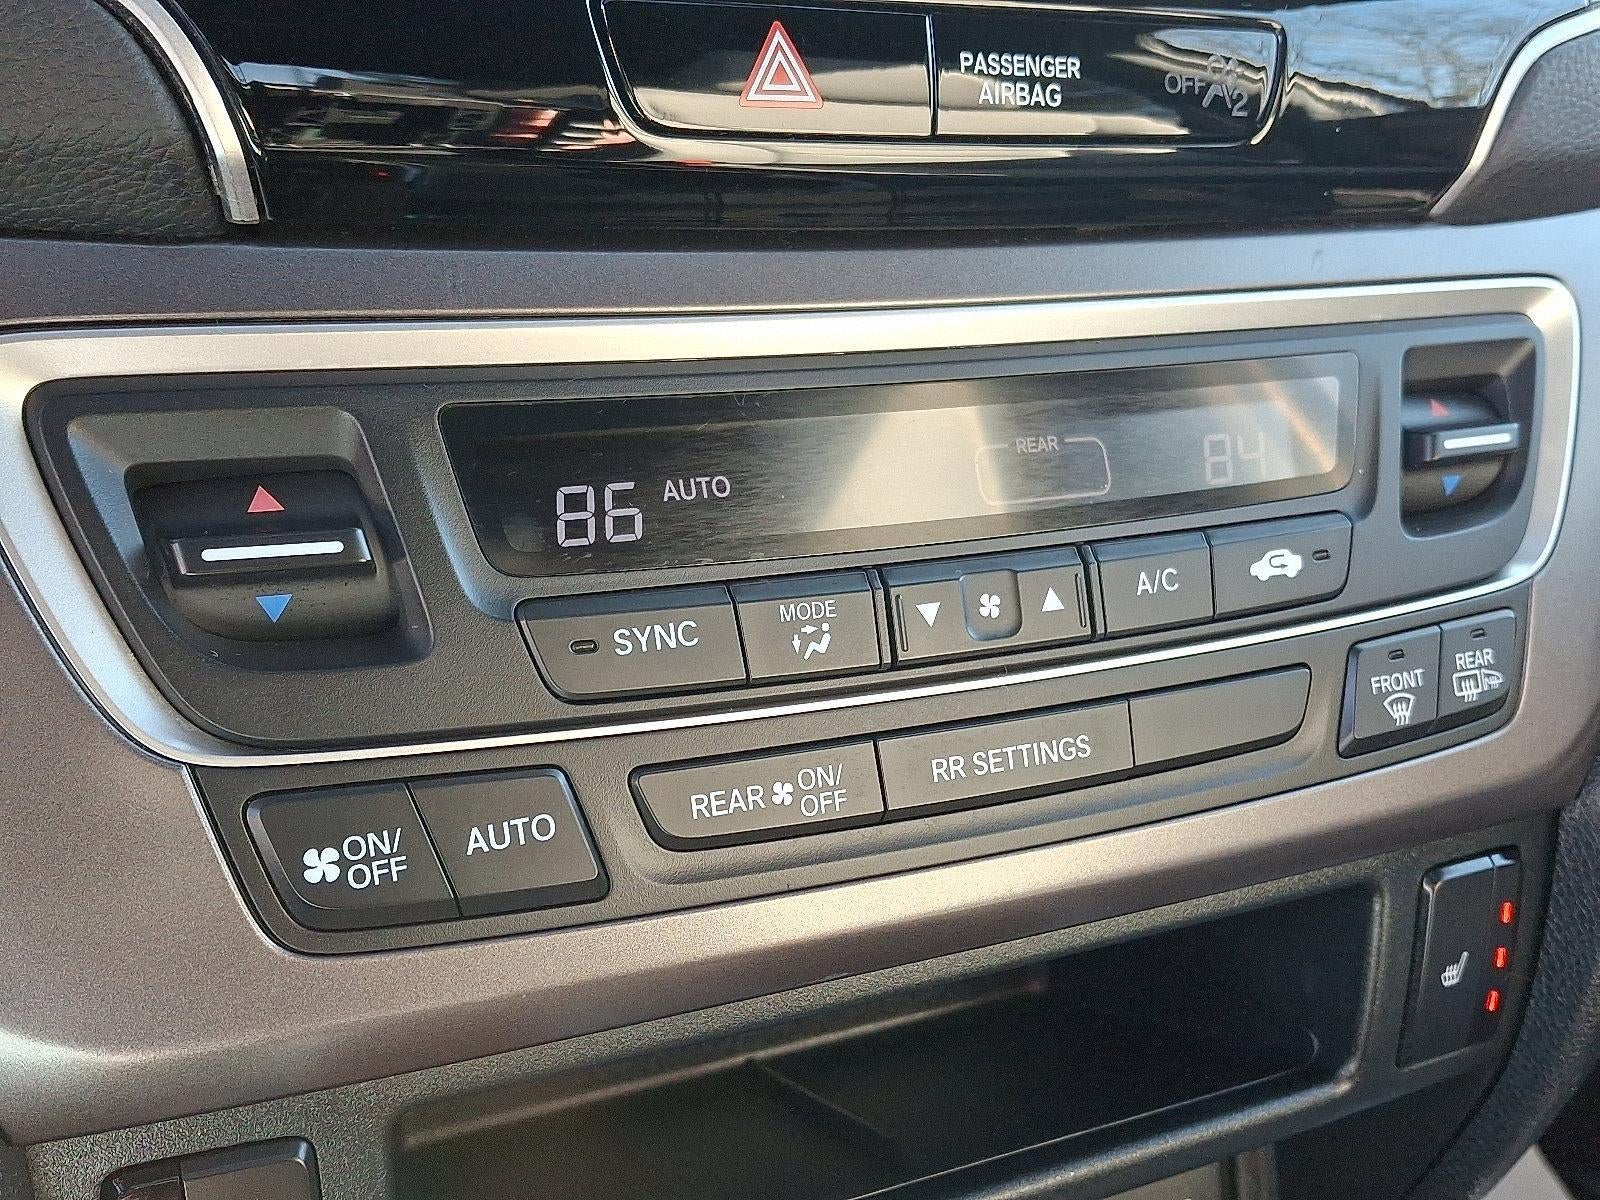 PASSENGER
AIRBAG
OFF
2
REAR
86 AUTO
84
SYNC
MODE
A/C
FRONT
REAR
ON/
OFF
AUTO
REAR ON/
OFF
RR SETTINGS